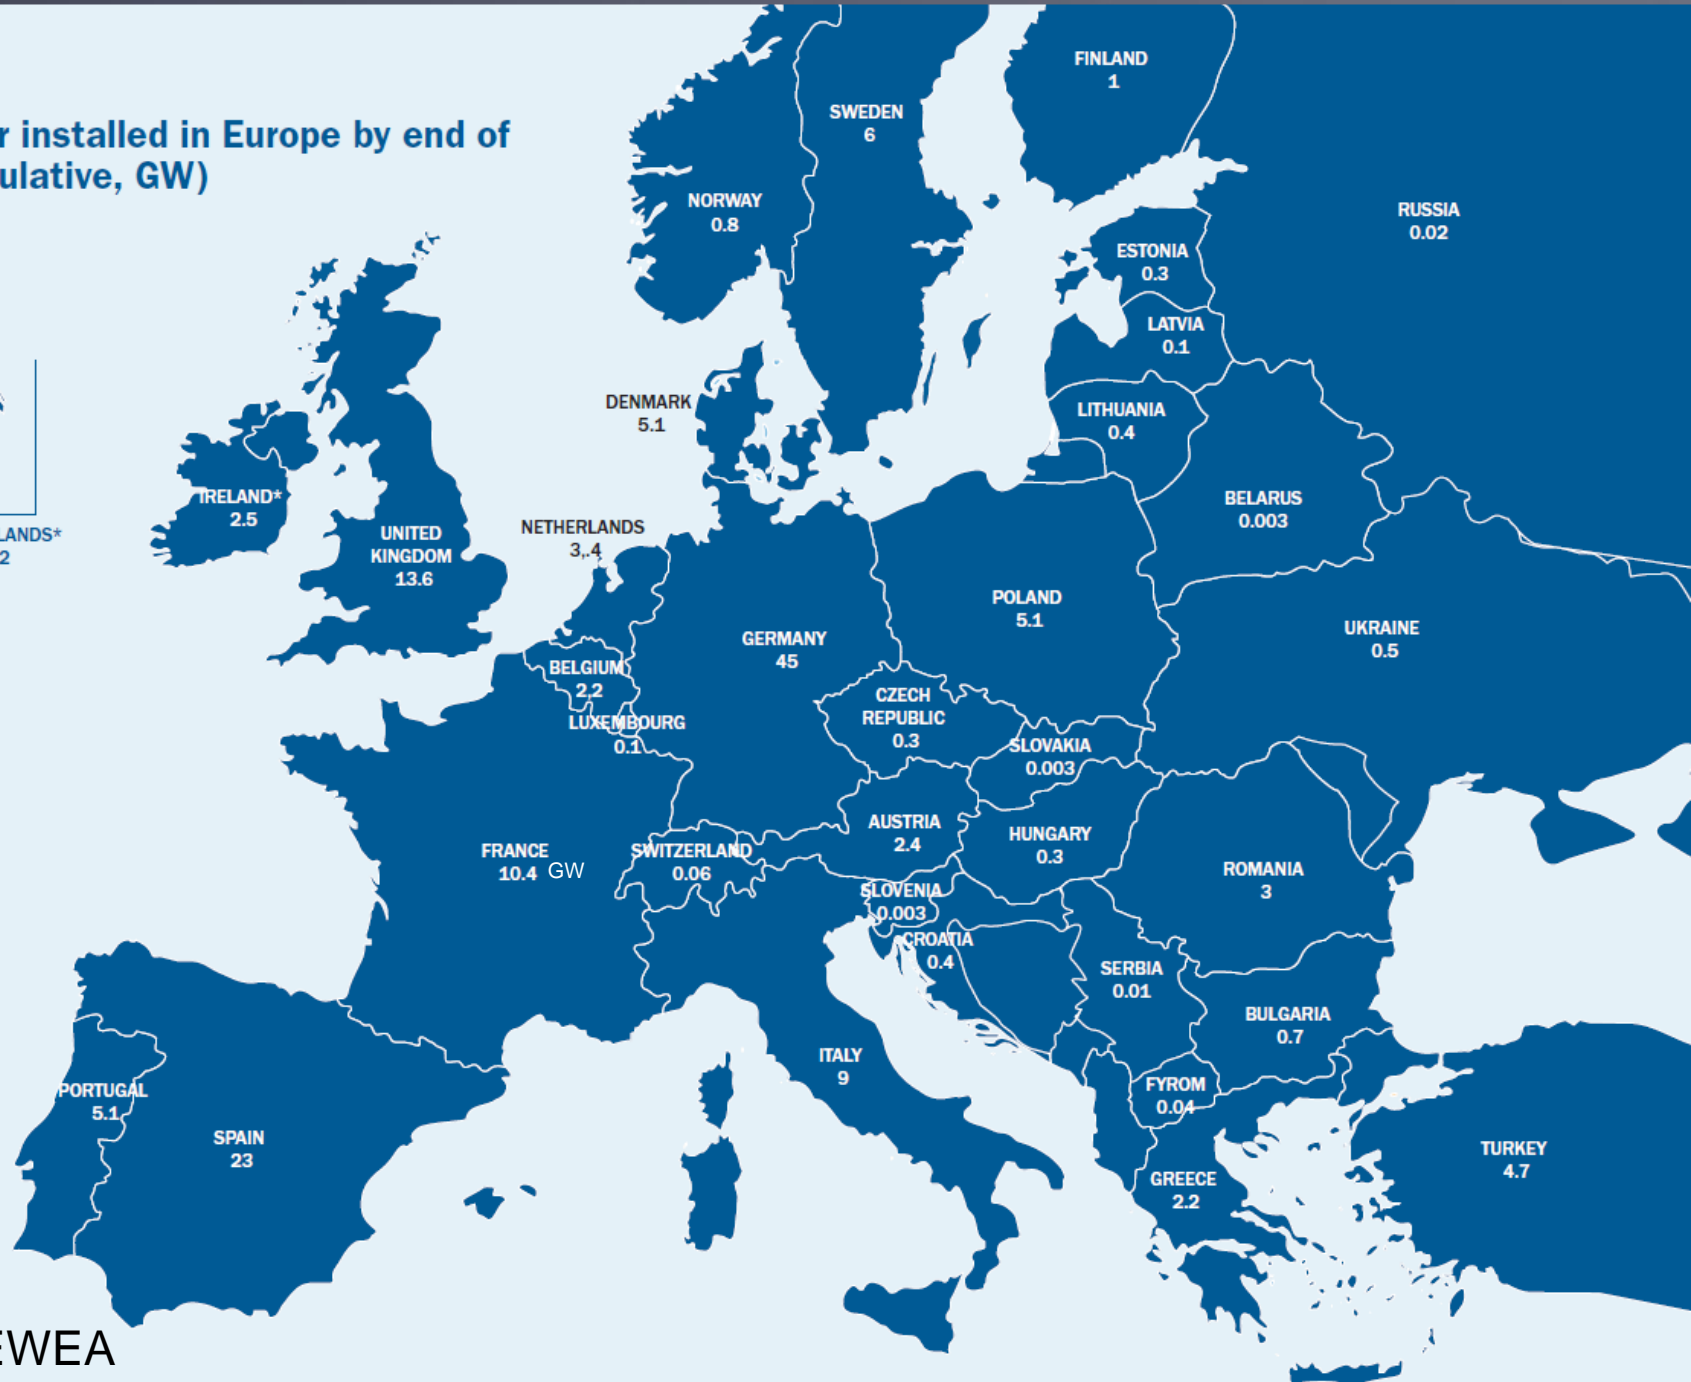 r installed in Europe by end of
ulative, GW)
FINLAND
1
SWEDEN
6
NORWAY
0.8
RUSSIA
0.02
ESTONIA
0.3
LATVIA
0.1
DENMARK
5.1
LITHUANIA
0.4
IRELAND*
2.5
BELARUS
0.003
LANDS*
2
UNITED
KINGDOM
13.6
NETHERLANDS
3,.4
POLAND
5.1
UKRAINE
0.5
GERMANY
45
BELGIUM
2,2
LUXEMBOURG
0.1
CZECH
REPUBLIC
0.3
SLOVAKIA
0.003
AUSTRIA
2.4
HUNGARY
0.3
FRANCE
10.4 GW
SWITZERLAND
0.06
ROMANIA
3
SLOVENIA
0.003
CROATIA
0.4
SERBIA
0.01
BULGARIA
0.7
ITALY
9
FYROM
0.04
PORTUGAL
5.1
SPAIN
23
GREECE
2.2
TURKEY
4.7
EWEA